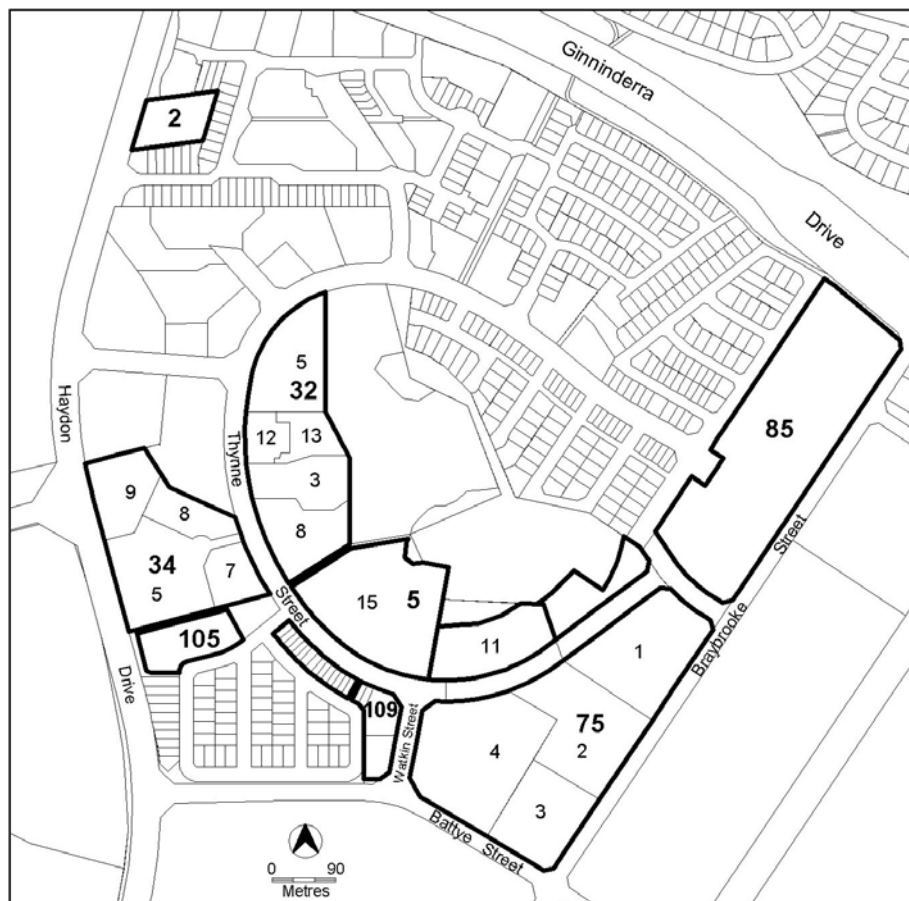 Ginninderra
Drive
2
85
5
32
12
13
3
8
Thynne
Street
Haydon
Drive
9
8
34
5
7
105
15
5
11
109
Watkin Street
1
75
2
4
3
Braybrooke
Street
Battye Street
0 90
Metres